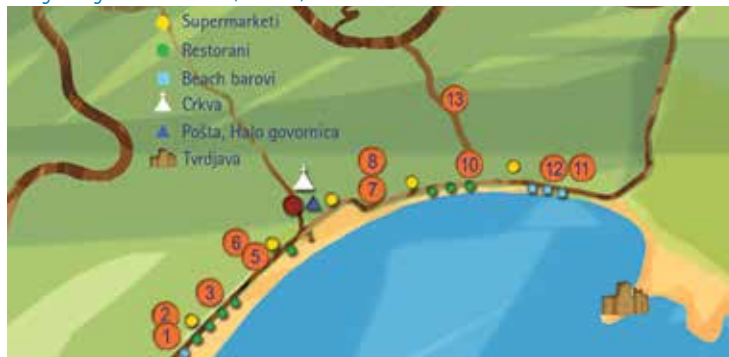 Supermarketi
Restorani
Beach barovi
Crkva
Pošta, Halo govornica
Tvrdjava
13
8
7
10
12
11
6
5
3
2
1